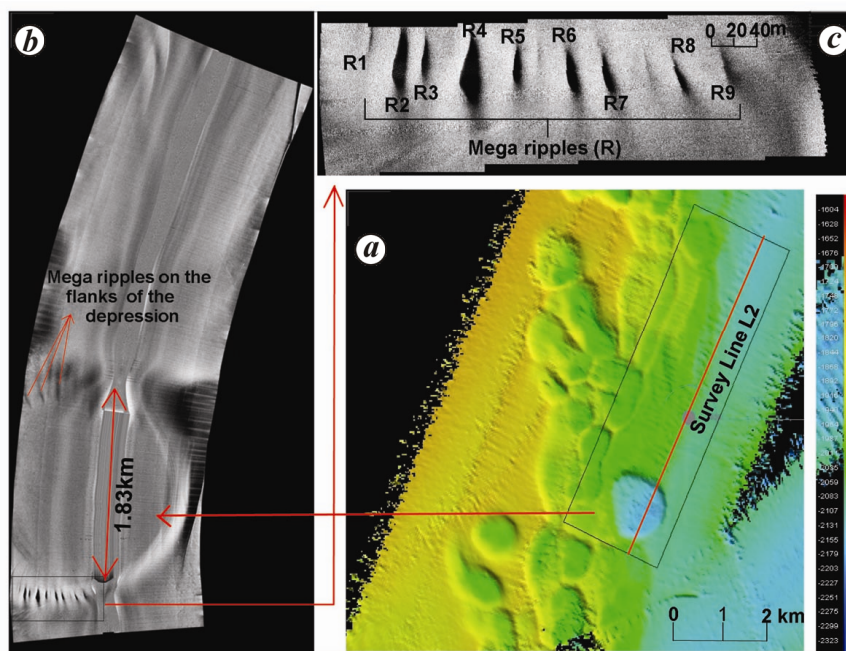 b
Mega ripples on the
flanks of the
depression
1.83km
R1
R2
R3
R4
R5
R6
R7
R8
R9
0 20 40m
c
Mega ripples (R)
a
Survey Line L2
0 1 2 km
-1604
-1628
-1652
-1676
-2035
-2059
-2083
-2107
-2131
-2155
-2179
-2203
-2227
-2251
-2275
-2299
-2323